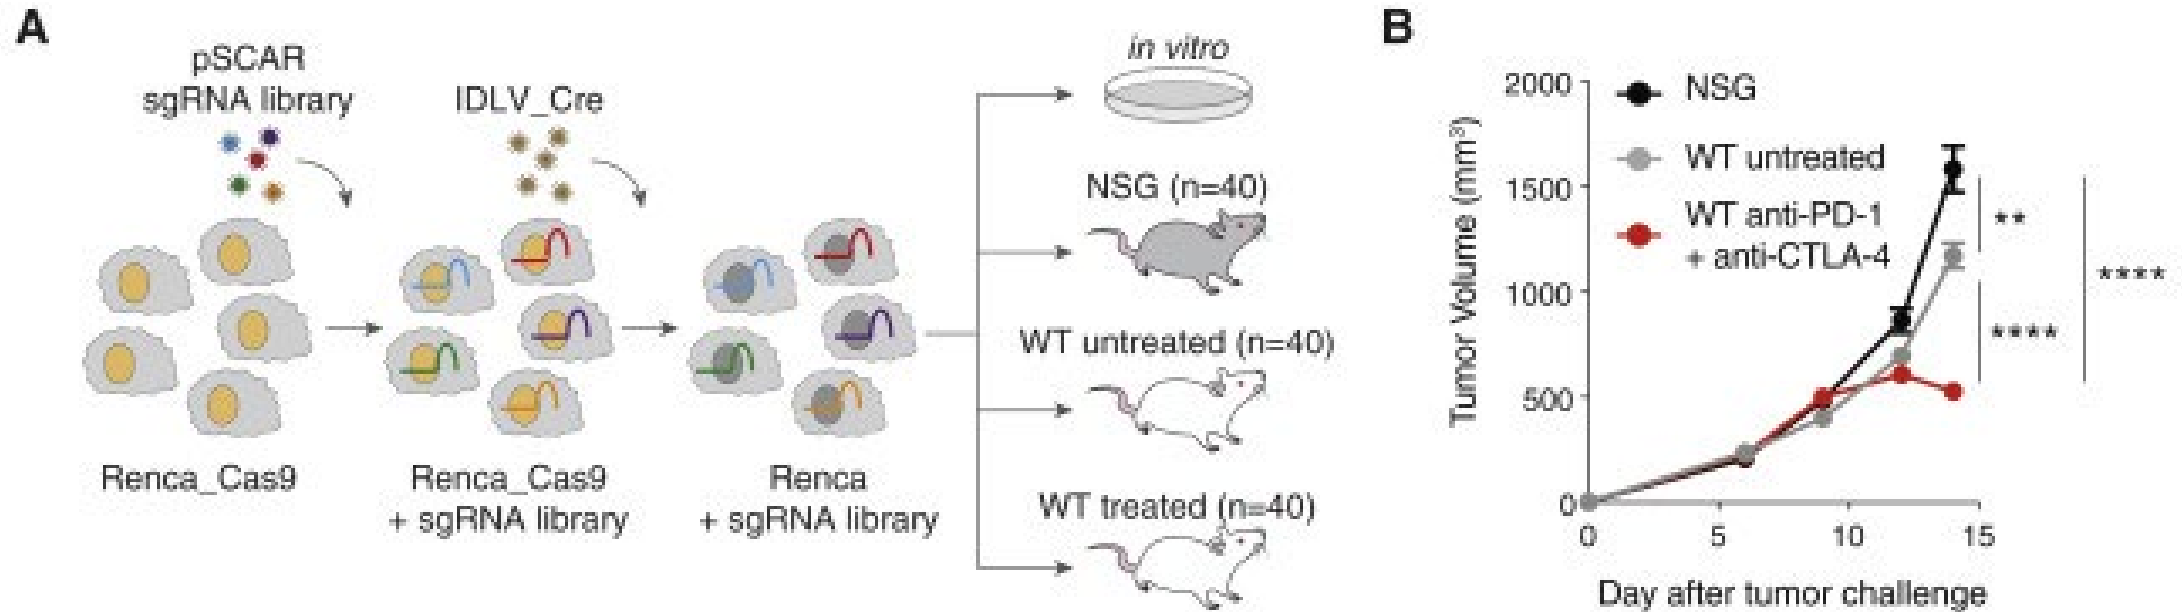 A
pSCAR
sgRNA library
IDLV_Cre
Renca_Cas9
Renca_Cas9
+ sgRNA library
Renca
+ sgRNA library
in vitro
NSG (n=40)
WT untreated (n=40)
WT treated (n=40)
B
Tumor Volume (mm³)
2000
1500
1000
500
0
NSG
WT untreated
WT anti-PD-1
+ anti-CTLA-4
**
****
****
0 5 10 15
Day after tumor challenge